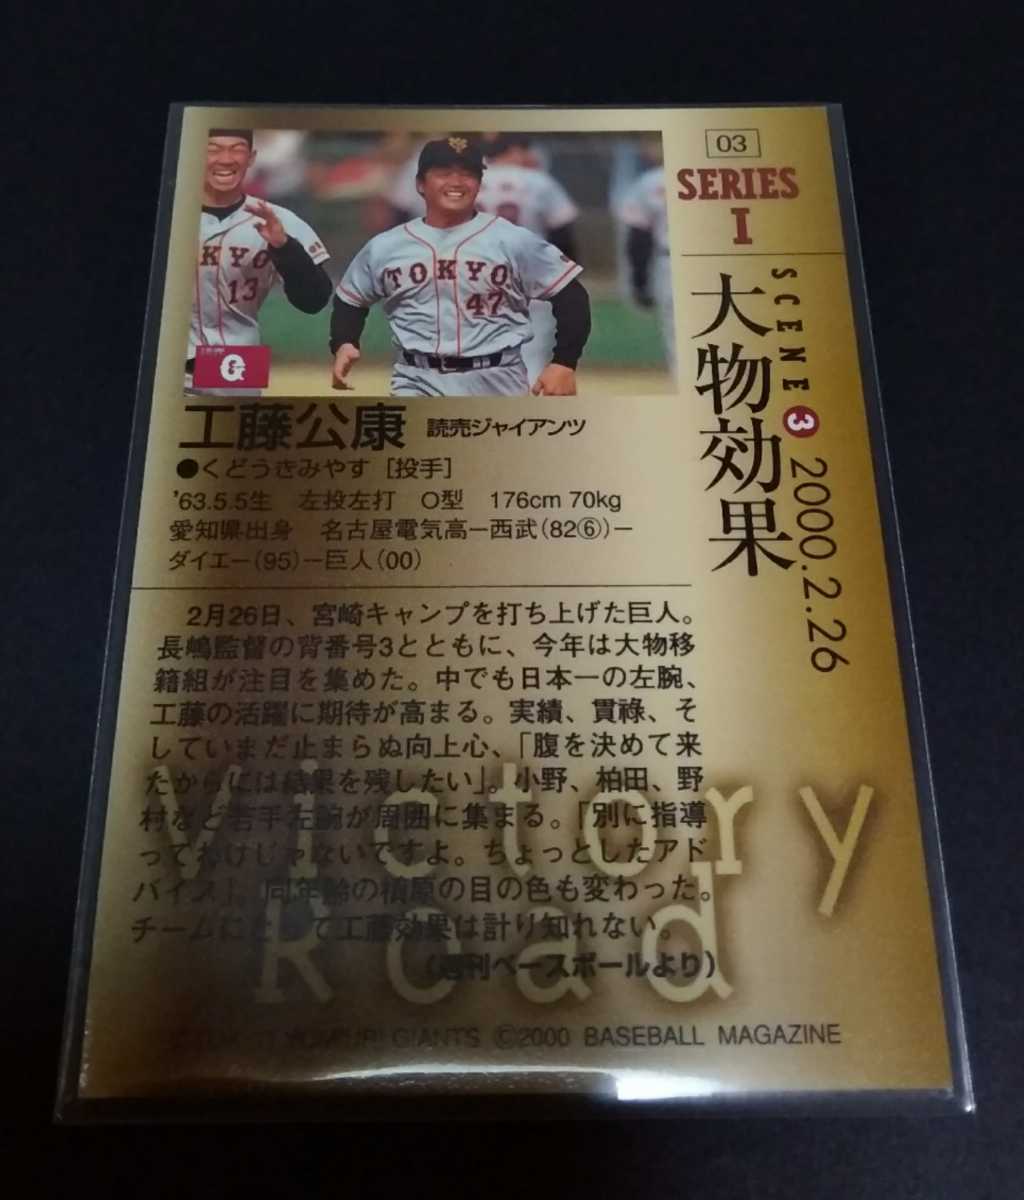 03
SERIES
I
SCENE 3 2000.2.26
大物効果
TOKYO
47
KYO
13
G
工藤公康 読売ジャイアンツ
●くどうきみやす［投手］
'63.5.5生 左投左打 O型 176cm 70kg
愛知県出身 名古屋電気高―西武(82⑥)―
ダイエー(95)―巨人(00)
2月26日、宮崎キャンプを打ち上げた巨人。
長嶋監督の背番号3とともに、今年は大物移
籍組が注目を集めた。中でも日本一の左腕、
工藤の活躍に期待が高まる。実績、貫禄、そ
していまだ止まらぬ向上心、「腹を決めて来
たからには結果を残したい」。小野、柏田、野
村など若手左腕が周囲に集まる。「別に指導
ってわけじゃないですよ。ちょっとしたアド
バイス」。同年齢の槙原の目の色も変わった。
チームにとって工藤効果は計り知れない。
(週刊ベースボールより)
Victory
Road
YOMIURI GIANTS ©2000 BASEBALL MAGAZINE